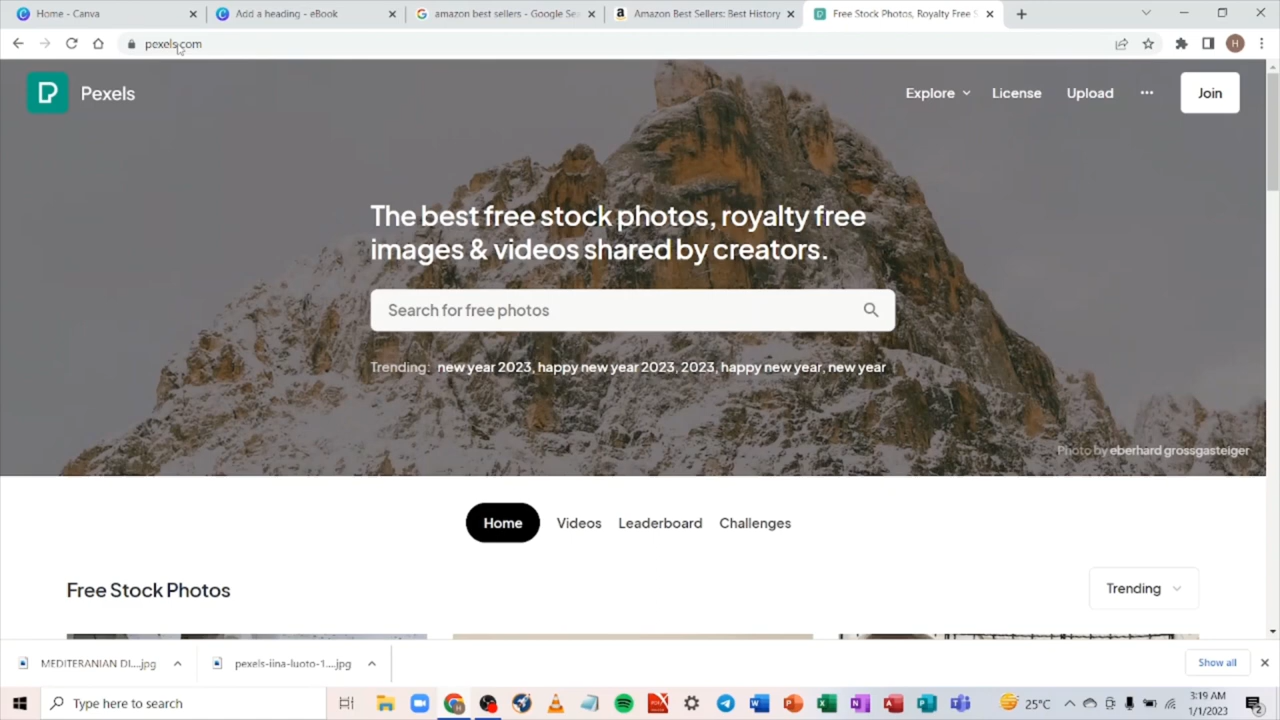 Home - Canva
Add a heading - eBook
amazon best sellers - Google Se
Amazon Best Sellers: Best History
Free Stock Photos, Royalty Free S
pexels.com
H
Pexels
Explore
License
Upload
Join
The best free stock photos, royalty free
images & videos shared by creators.
Search for free photos
Trending: new year 2023, happy new year 2023, 2023, happy new year, new year
Photo by eberhard grossgasteiger
Home
Videos
Leaderboard
Challenges
Free Stock Photos
Trending
MEDITERANIAN DI....jpg
pexels-iina-luoto-1....jpg
Show all
Type here to search
25°C
3:19 AM
1/1/2023
2